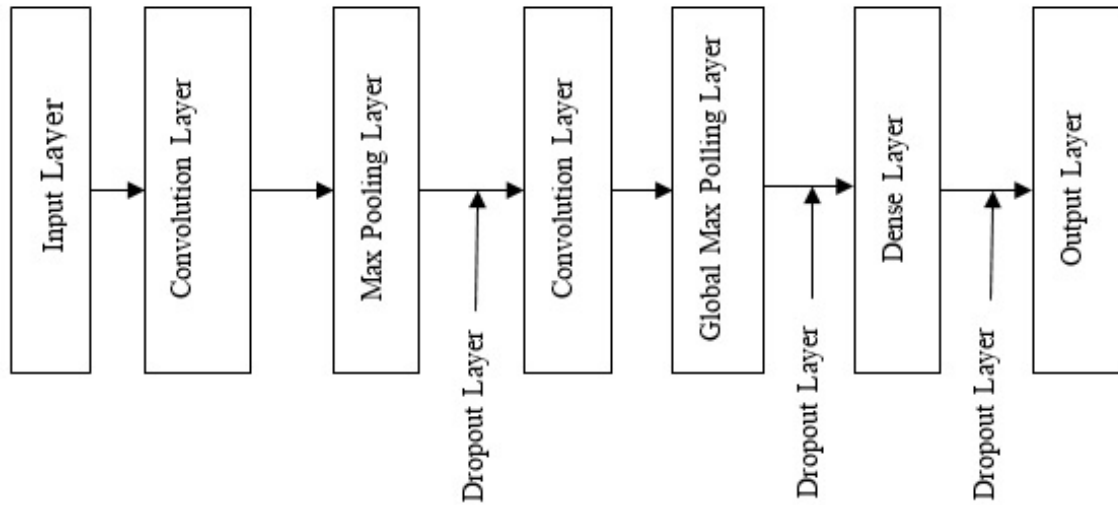 Input Layer
Convolution Layer
Max Pooling Layer
Dropout Layer
Convolution Layer
Global Max Polling Layer
Dropout Layer
Dense Layer
Dropout Layer
Output Layer